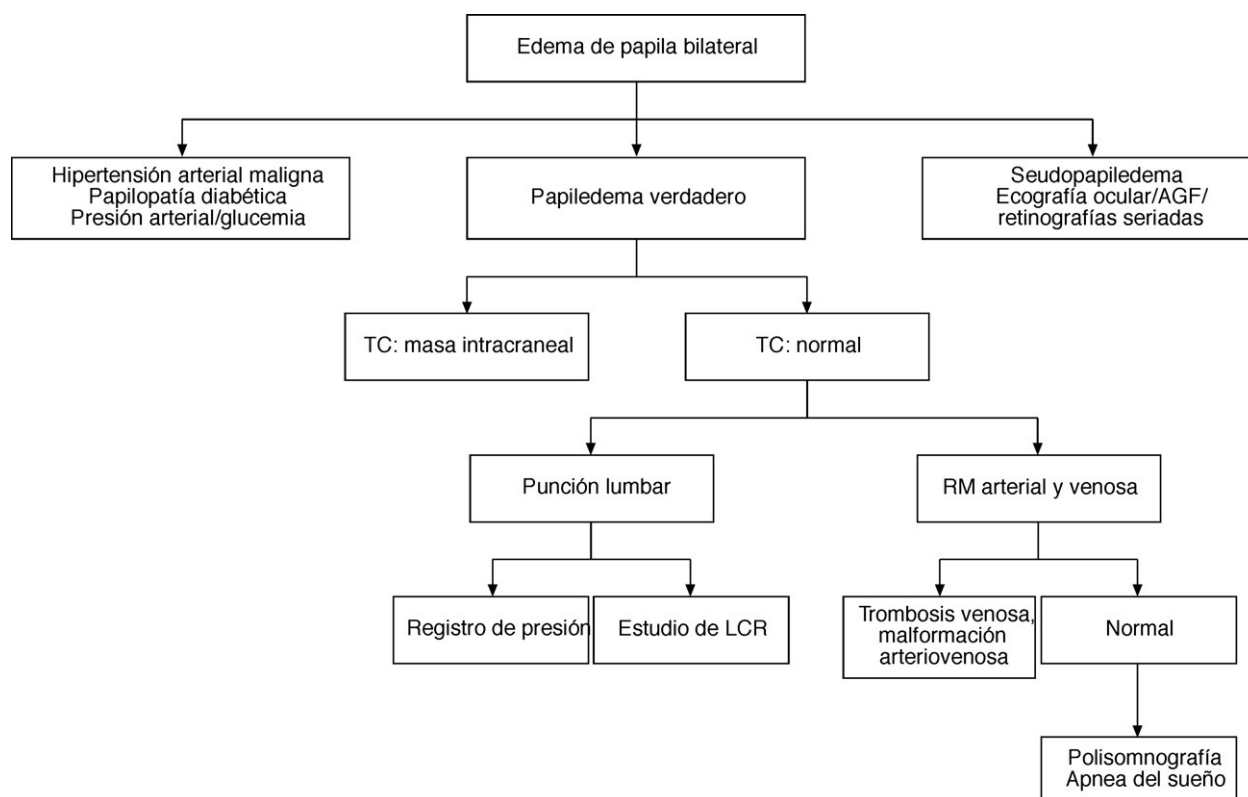 Edema de papila bilateral
Hipertensión arterial maligna
Papilopatía diabética
Presión arterial/glucemia
Papiledema verdadero
Seudopapiledema
Ecografía ocular/AGF/
retinografías seriadas
TC: masa intracraneal
TC: normal
Punción lumbar
RM arterial y venosa
Registro de presión
Estudio de LCR
Trombosis venosa,
malformación
arteriovenosa
Normal
Polisomnografía
Apnea del sueño